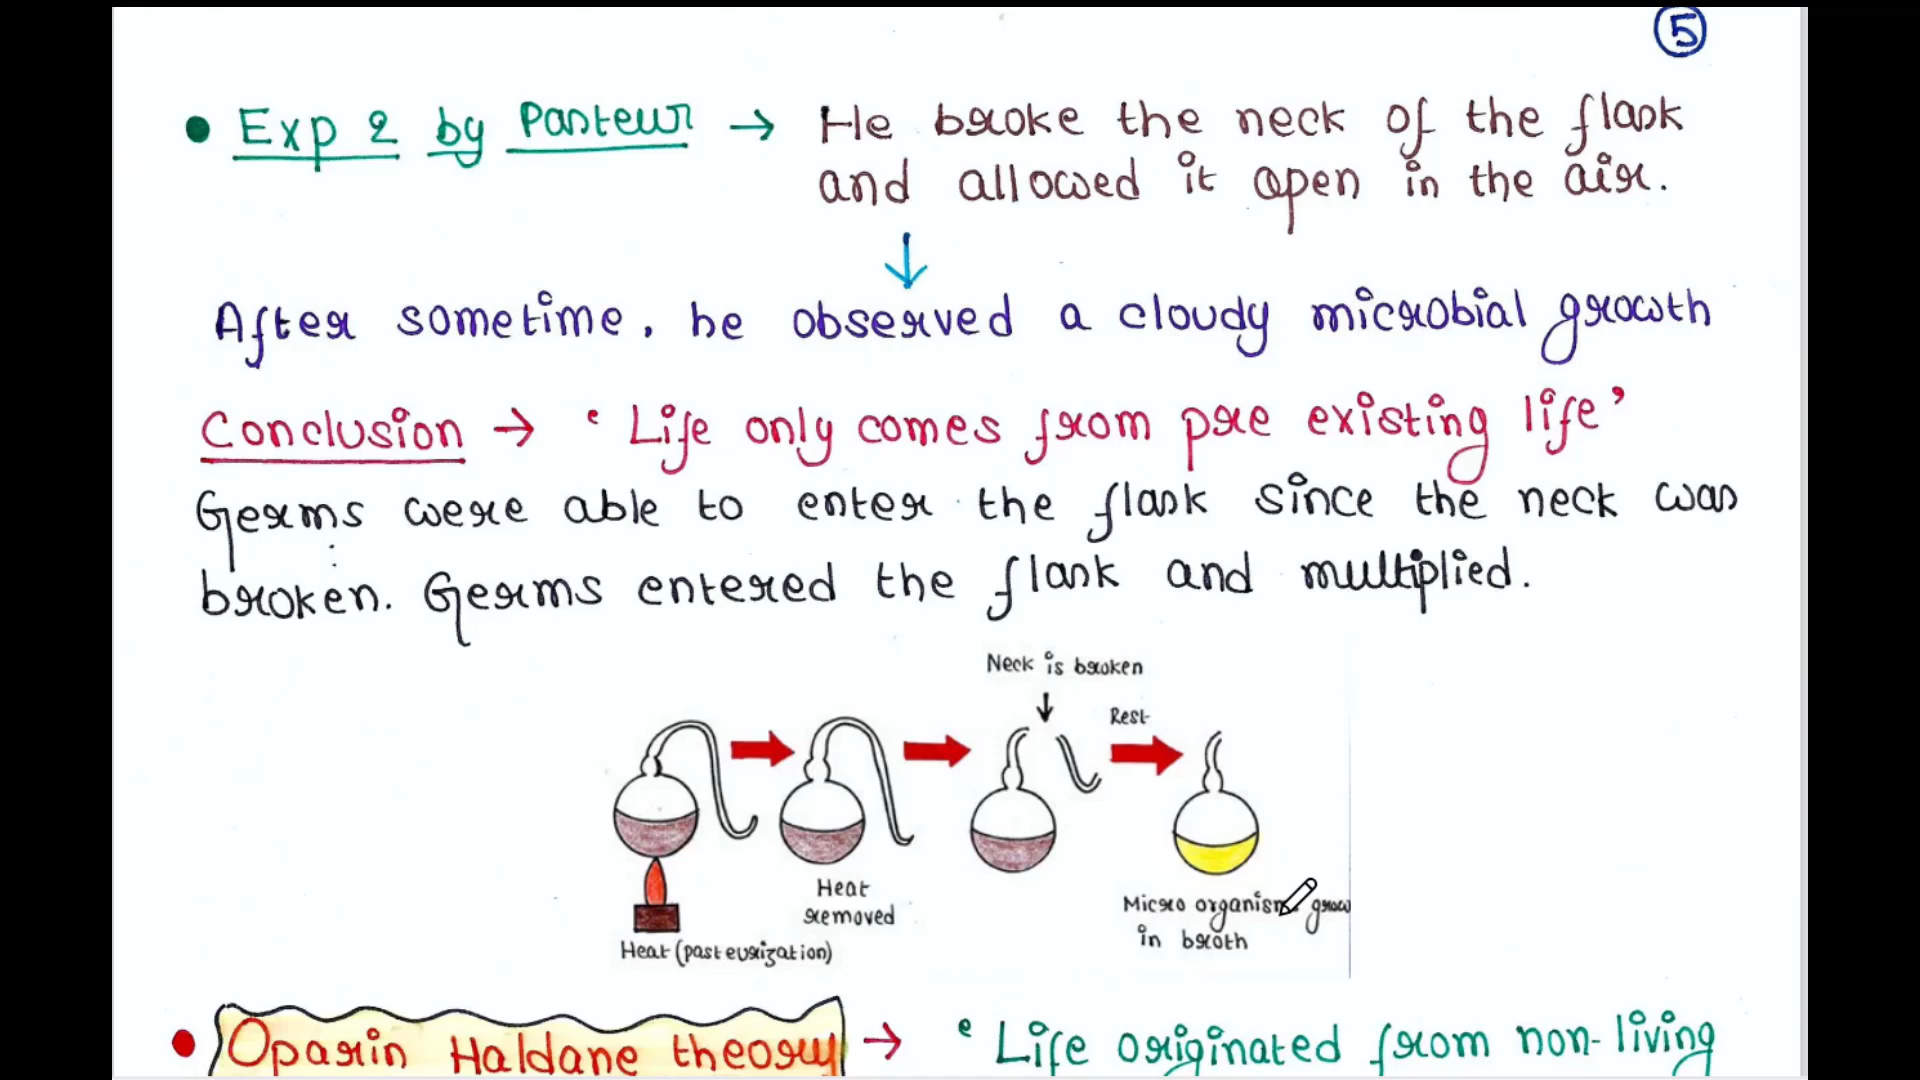 5
• Exp 2 by Pasteur → He broke the neck of the flask
and allowed it open in the air.
↓
After sometime, he observed a cloudy microbial growth
Conclusion → ‘Life only comes from pre existing life’
Germs were able to enter the flask since the neck was
broken. Germs entered the flask and multiplied.
Neck is broken
↓
Rest
Heat
removed
Heat (pasteurization)
Micro organism grow
in broth
• Oparin Haldane theory → ‘Life originated from non-living